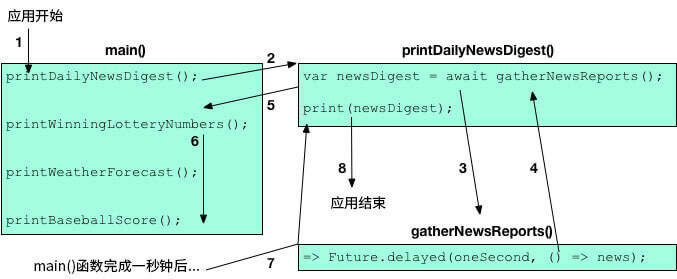 应用开始
1
main()
printDailyNewsDigest();
printWinningLotteryNumbers();
printWeatherForecast();
printBaseballScore();
2
5
6
printDailyNewsDigest()
var newsDigest = await gatherNewsReports();
print(newsDigest);
8
3
4
应用结束
gatherNewsReports()
=> Future.delayed(oneSecond, () => news);
main()函数完成一秒钟后...
7